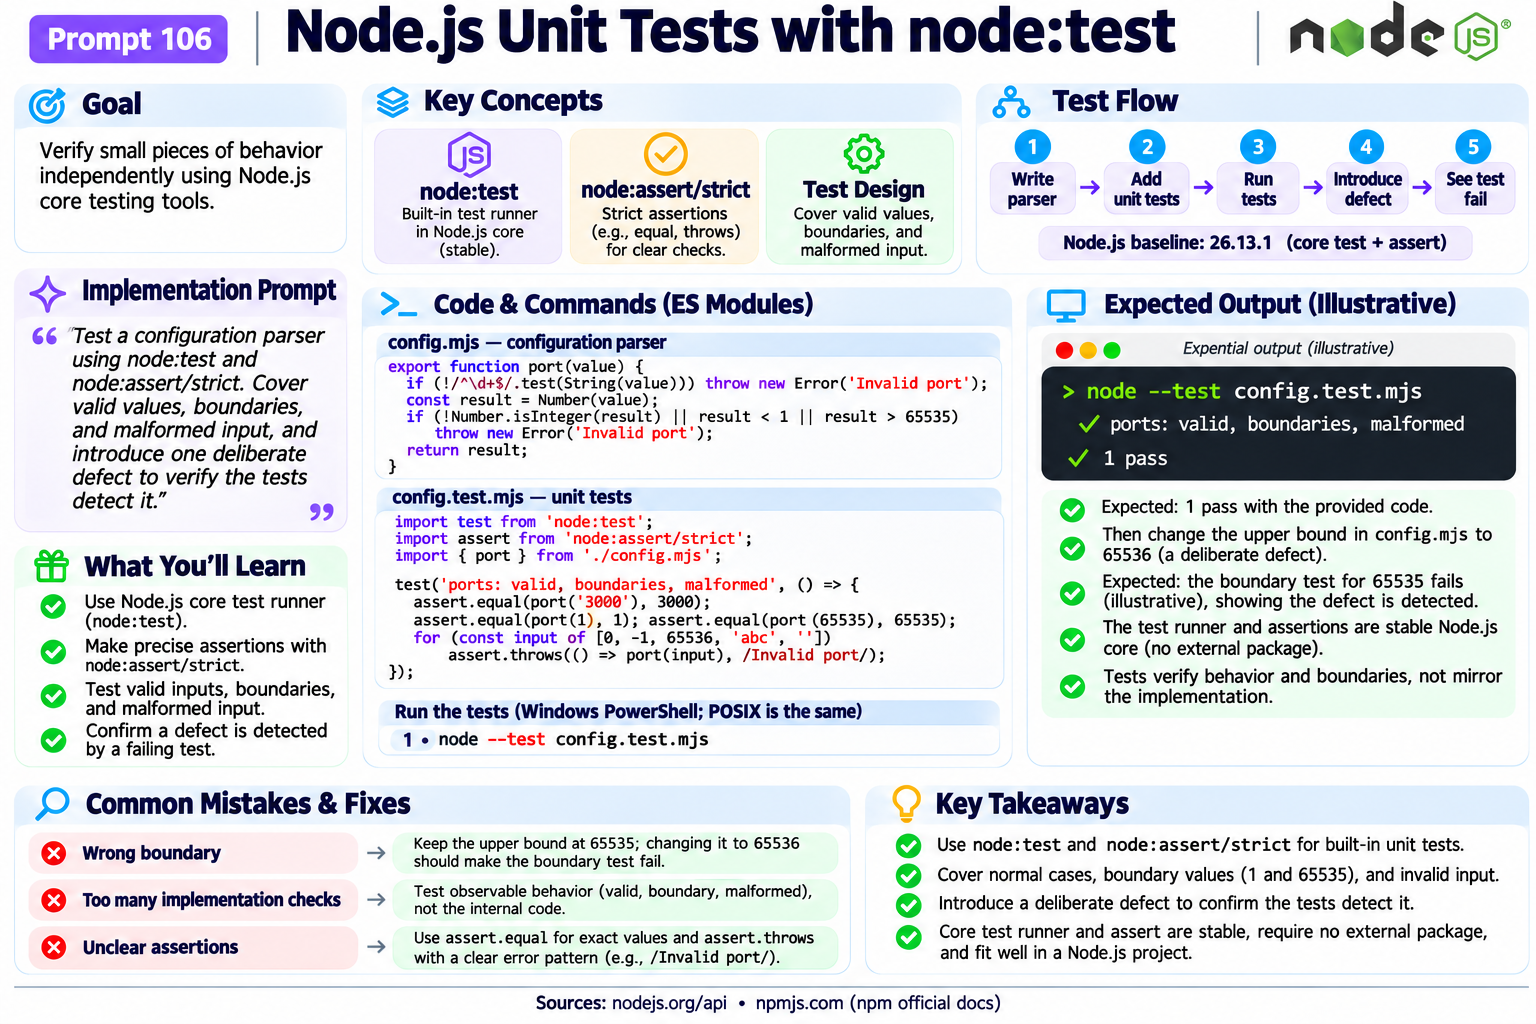 Prompt 106
Node.js Unit Tests with node:test
node
JS
®
Goal
Verify small pieces of behavior
independently using Node.js
core testing tools.
Key Concepts
JS
node:test
Built-in test runner
in Node.js core
(stable).
node:assert/strict
Strict assertions
(e.g., equal, throws)
for clear checks.
Test Design
Cover valid values,
boundaries, and
malformed input.
Test Flow
1
Write
parser
2
Add
unit tests
3
Run
tests
4
Introduce
defect
5
See test
fail
Node.js baseline: 26.13.1 (core test + assert)
Implementation Prompt
“ "Test a configuration parser
using node:test and
node:assert/strict. Cover
valid values, boundaries,
and malformed input, and
introduce one deliberate
defect to verify the tests
detect it.”
”
What You’ll Learn
Use Node.js core test runner
(node:test).
Make precise assertions with
node:assert/strict.
Test valid inputs, boundaries,
and malformed input.
Confirm a defect is detected
by a failing test.
Code & Commands (ES Modules)
config.mjs — configuration parser
export function port(value) {
if (!/^\d+$/.test(String(value))) throw new Error('Invalid port');
const result = Number(value);
if (!Number.isInteger(result) || result < 1 || result > 65535)
throw new Error('Invalid port');
return result;
}
config.test.mjs — unit tests
import test from 'node:test';
import assert from 'node:assert/strict';
import { port } from './config.mjs';
test('ports: valid, boundaries, malformed', () => {
assert.equal(port('3000'), 3000);
assert.equal(port(1), 1); assert.equal(port(65535), 65535);
for (const input of [0, -1, 65536, 'abc', ''])
assert.throws(() => port(input), /Invalid port/);
});
Run the tests (Windows PowerShell; POSIX is the same)
1 • node --test config.test.mjs
Expected Output (Illustrative)
Expential output (illustrative)
> node --test config.test.mjs
✓ ports: valid, boundaries, malformed
✓ 1 pass
Expected: 1 pass with the provided code.
Then change the upper bound in config.mjs to
65536 (a deliberate defect).
Expected: the boundary test for 65535 fails
(illustrative), showing the defect is detected.
The test runner and assertions are stable Node.js
core (no external package).
Tests verify behavior and boundaries, not mirror
the implementation.
Common Mistakes & Fixes
Wrong boundary
→
Keep the upper bound at 65535; changing it to 65536
should make the boundary test fail.
Too many implementation checks
→
Test observable behavior (valid, boundary, malformed),
not the internal code.
Unclear assertions
→
Use assert.equal for exact values and assert.throws
with a clear error pattern (e.g., /Invalid port/).
Key Takeaways
Use node:test and node:assert/strict for built-in unit tests.
Cover normal cases, boundary values (1 and 65535), and invalid input.
Introduce a deliberate defect to confirm the tests detect it.
Core test runner and assert are stable, require no external package,
and fit well in a Node.js project.
Sources: nodejs.org/api • npmjs.com (npm official docs)